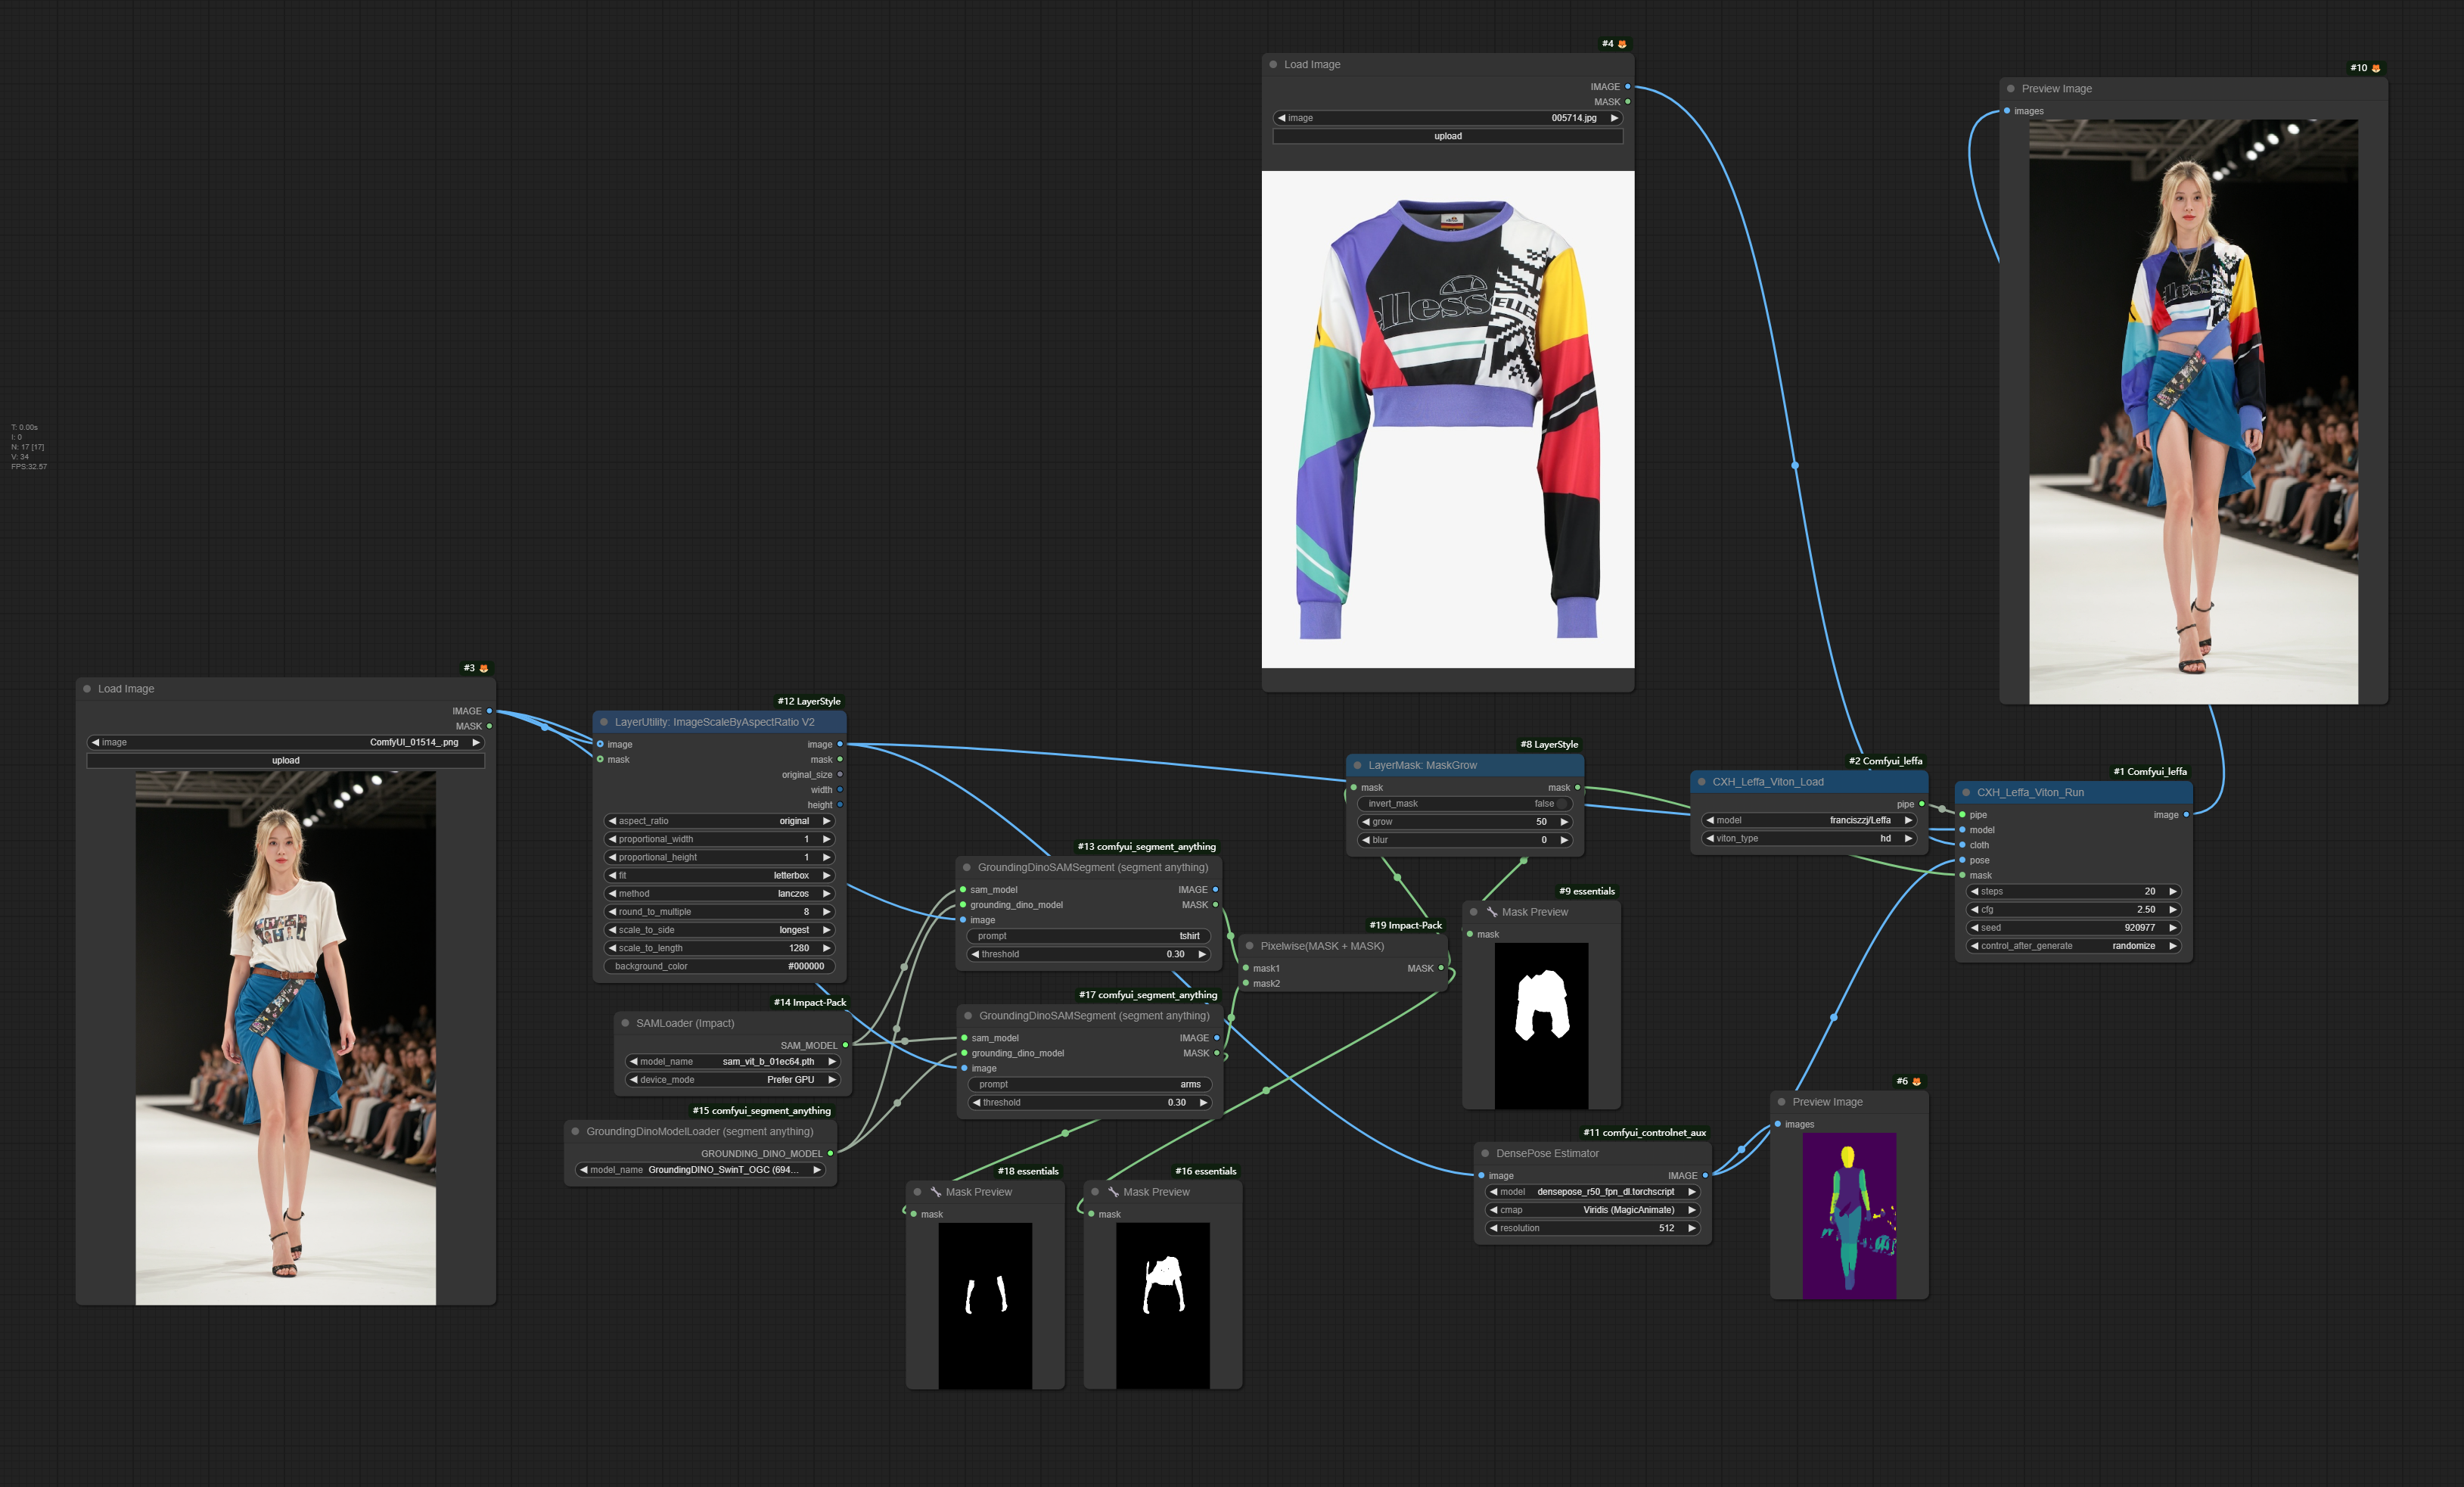 T: 0.00s
I: 0
N: 17 [17]
V: 34
FPS:32.57
#3
Load Image
IMAGE
MASK
image ComfyUI_01514_.png
upload
#12 LayerStyle
LayerUtility: ImageScaleByAspectRatio V2
image image
mask mask
original_size
width
height
aspect_ratio original
proportional_width 1
proportional_height 1
fit letterbox
method lanczos
round_to_multiple 8
scale_to_side longest
scale_to_length 1280
background_color #000000
#14 Impact-Pack
SAMLoader (Impact)
SAM_MODEL
model_name sam_vit_b_01ec64.pth
device_mode Prefer GPU
#15 comfyui_segment_anything
GroundingDinoModelLoader (segment anything)
GROUNDING_DINO_MODEL
model_name GroundingDINO_SwinT_OGC (694...
#13 comfyui_segment_anything
GroundingDinoSAMSegment (segment anything)
sam_model IMAGE
grounding_dino_model MASK
image
prompt tshirt
threshold 0.30
#17 comfyui_segment_anything
GroundingDinoSAMSegment (segment anything)
sam_model IMAGE
grounding_dino_model MASK
image
prompt arms
threshold 0.30
#18 essentials
Mask Preview
mask
#16 essentials
Mask Preview
mask
#19 Impact-Pack
Pixelwise(MASK + MASK)
mask1 MASK
mask2
#4
Load Image
IMAGE
MASK
image 005714.jpg
upload
ellesse
ELLES
#8 LayerStyle
LayerMask: MaskGrow
mask mask
invert_mask false
grow 50
blur 0
#9 essentials
Mask Preview
mask
#11 comfyui_controlnet_aux
DensePose Estimator
image IMAGE
model densepose_r50_fpn_dl.torchscript
cmap Viridis (MagicAnimate)
resolution 512
#6
Preview Image
images
#2 Comfyui_leffa
CXH_Leffa_Viton_Load
pipe
model franciszzj/Leffa
viton_type hd
#1 Comfyui_leffa
CXH_Leffa_Viton_Run
pipe image
model
cloth
pose
mask
steps 20
cfg 2.50
seed 920977
control_after_generate randomize
#10
Preview Image
images